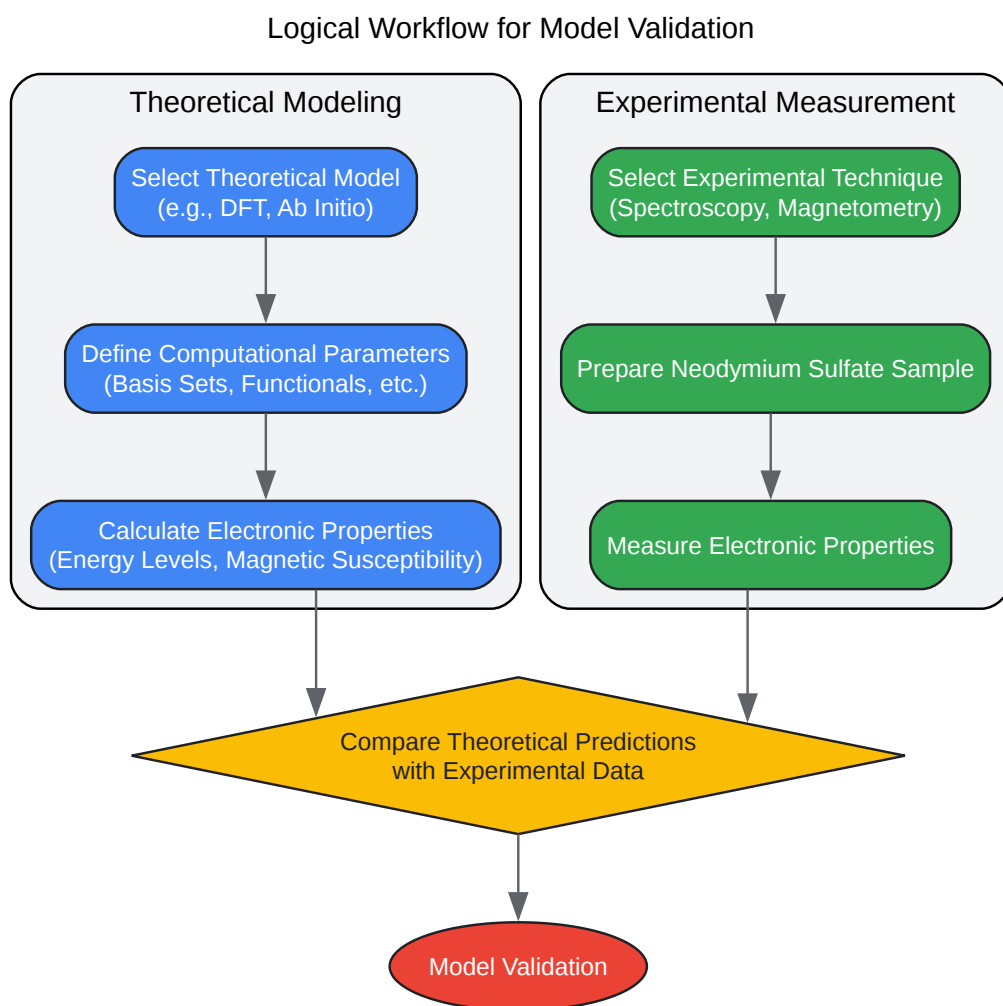 Logical Workflow for Model Validation
Theoretical Modeling
Select Theoretical Model
(e.g., DFT, Ab Initio)
Define Computational Parameters
(Basis Sets, Functionals, etc.)
Calculate Electronic Properties
(Energy Levels, Magnetic Susceptibility)
Experimental Measurement
Select Experimental Technique
(Spectroscopy, Magnetometry)
Prepare Neodymium Sulfate Sample
Measure Electronic Properties
Compare Theoretical Predictions
with Experimental Data
Model Validation